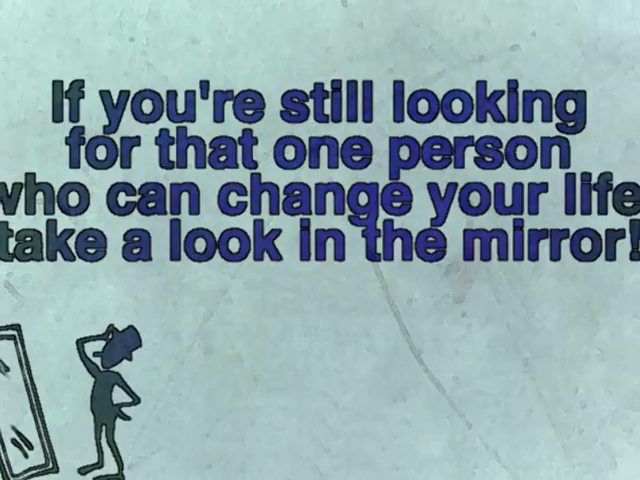 If you're still looking
for that one person
who can change your life
take a look in the mirror!